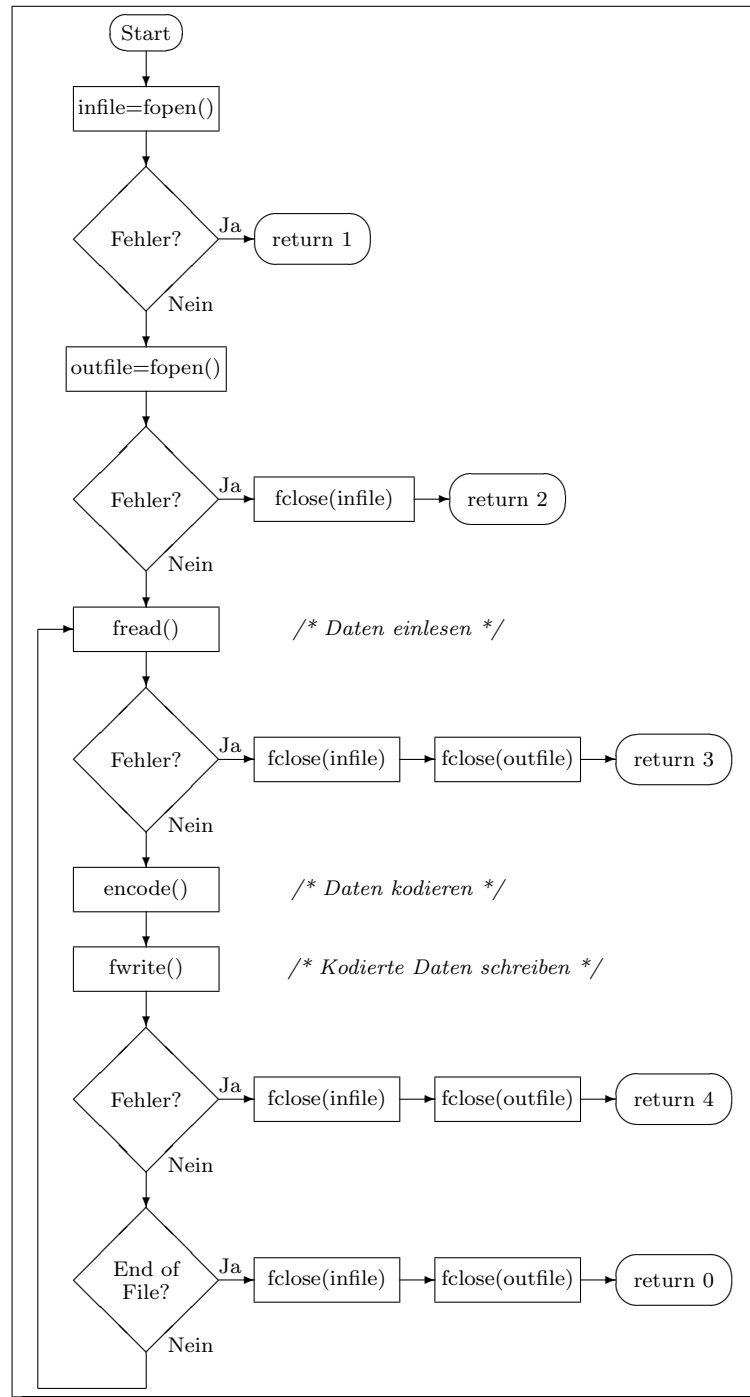 Start
infile=fopen()
Fehler?
Ja
return 1
Nein
outfile=fopen()
Fehler?
Ja
fclose(infile)
return 2
Nein
fread()
/* Daten einlesen */
Fehler?
Ja
fclose(infile)
fclose(outfile)
return 3
Nein
encode()
/* Daten kodieren */
fwrite()
/* Kodierte Daten schreiben */
Fehler?
Ja
fclose(infile)
fclose(outfile)
return 4
Nein
End of
File?
Ja
fclose(infile)
fclose(outfile)
return 0
Nein